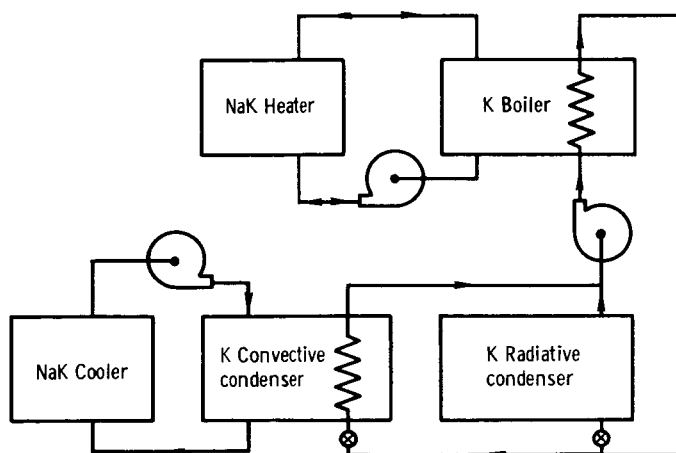 NaK Heater
K Boiler
NaK Cooler
K Convective
condenser
K Radiative
condenser